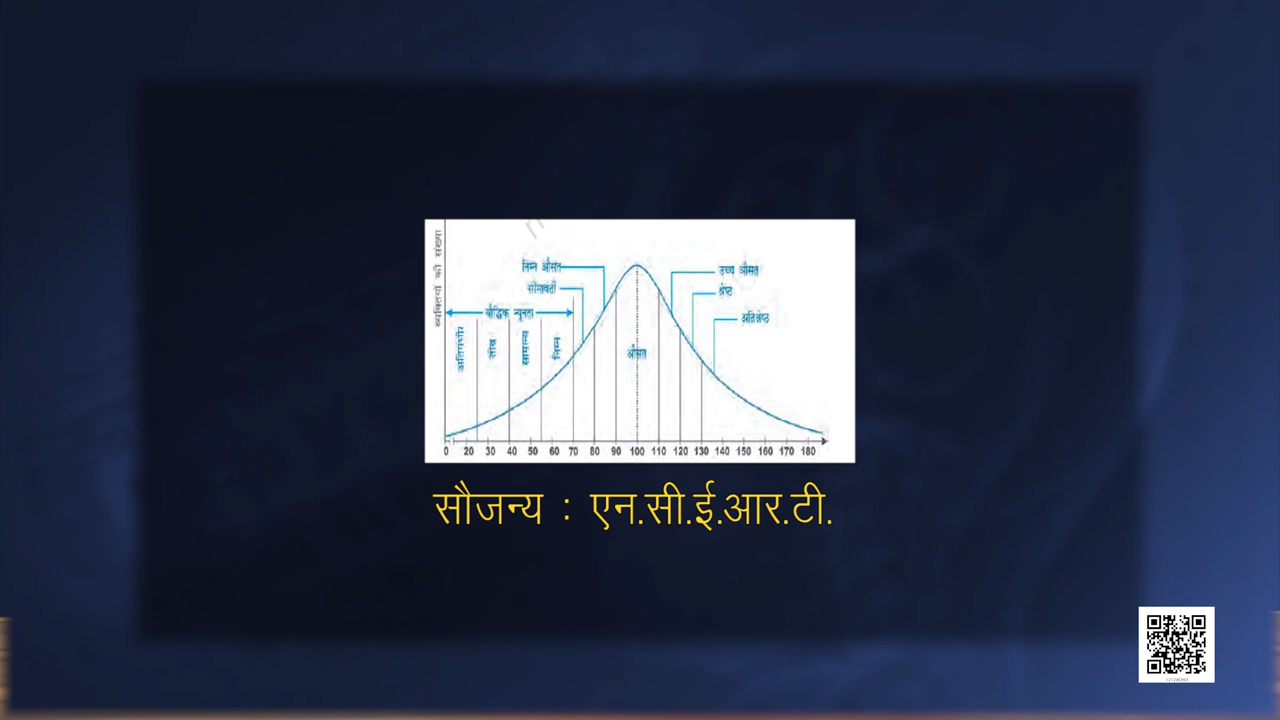 व्यक्तियों की संख्या
निम्न औसत
सीमावर्ती
बौद्धिक न्यूनता
अतिगंभीर
तीव्र
सामान्य
निम्न
औसत
उच्च औसत
श्रेष्ठ
अतिश्रेष्ठ
0 20 30 40 50 60 70 80 90 100 110 120 130 140 150 160 170 180
सौजन्य : एन.सी.ई.आर.टी.